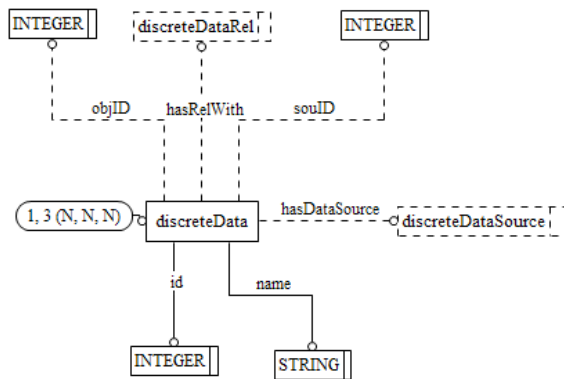 INTEGER
discreteDataRel
INTEGER
objID
hasRelWith
souID
1, 3 (N, N, N)
discreteData
hasDataSource
discreteDataSource
id
name
INTEGER
STRING